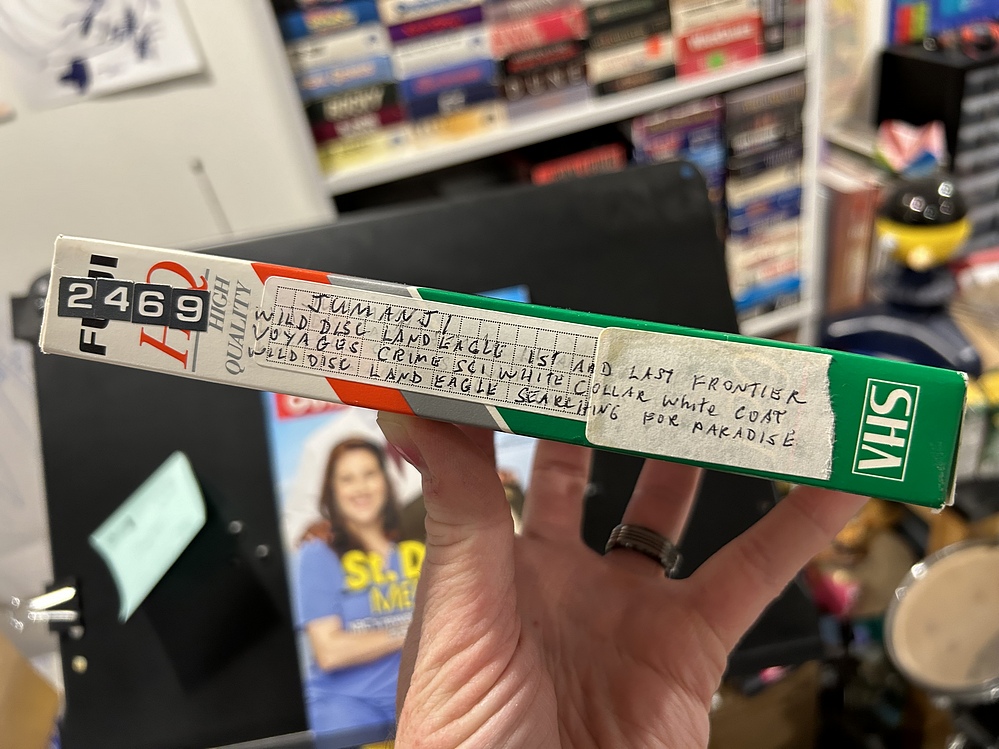 FUJI
2469
HQ
HIGH
QUALITY
JUMANJI
WILD DISC LAND EAGLE 1ST AND LAST FRONTIER
VOYAGES CRIME SCI WHITE COLLAR White COAT
WILD DISC LAND EAGLE SEARCHING FOR PARADISE
VHS
ST. D
ME